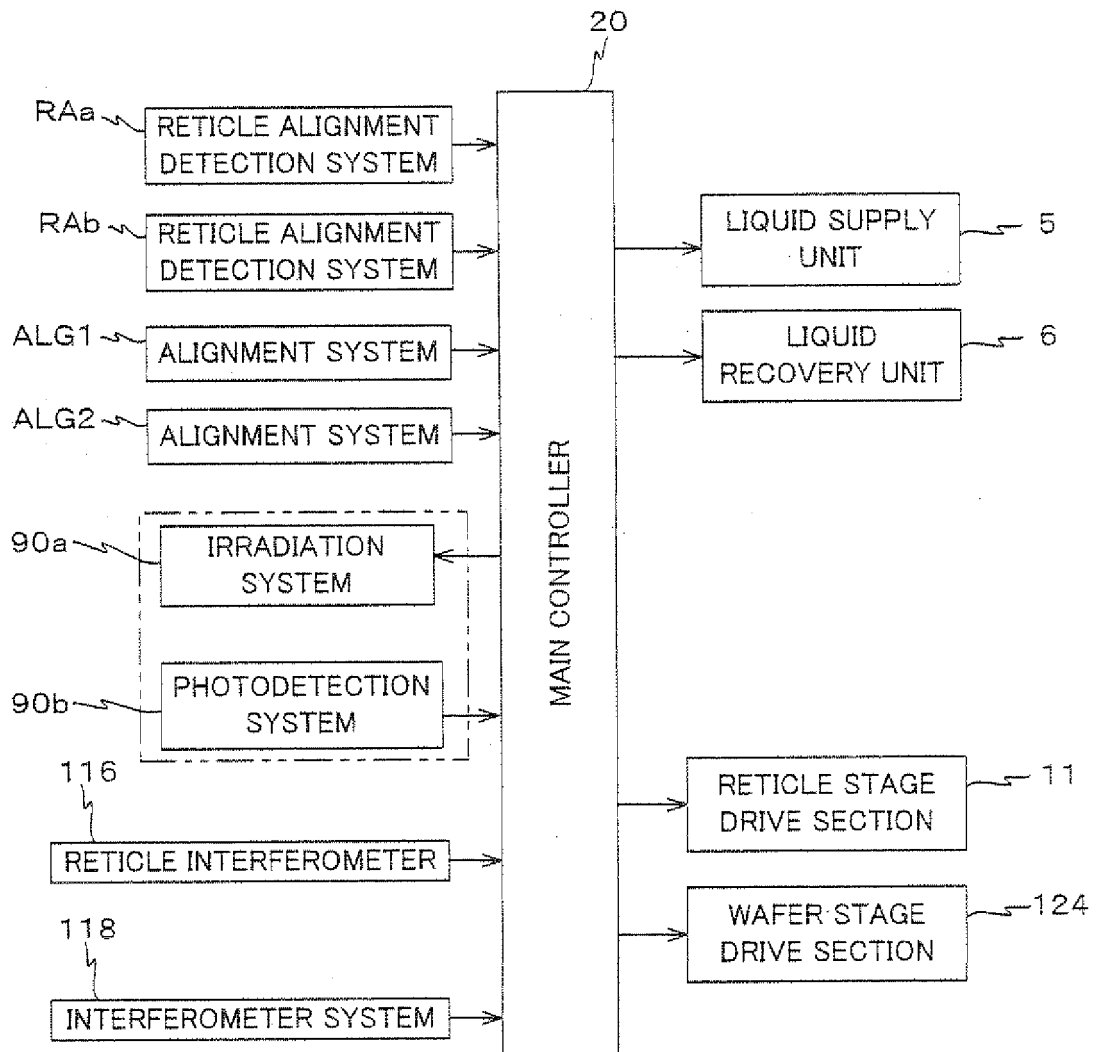 20
RAa
RETICLE ALIGNMENT
DETECTION SYSTEM
RAb
RETICLE ALIGNMENT
DETECTION SYSTEM
ALG1
ALIGNMENT SYSTEM
ALG2
ALIGNMENT SYSTEM
90a
IRRADIATION
SYSTEM
90b
PHOTODETECTION
SYSTEM
116
RETICLE INTERFEROMETER
118
INTERFEROMETER SYSTEM
MAIN CONTROLLER
LIQUID SUPPLY
UNIT
5
LIQUID
RECOVERY UNIT
6
RETICLE STAGE
DRIVE SECTION
11
WAFER STAGE
DRIVE SECTION
124